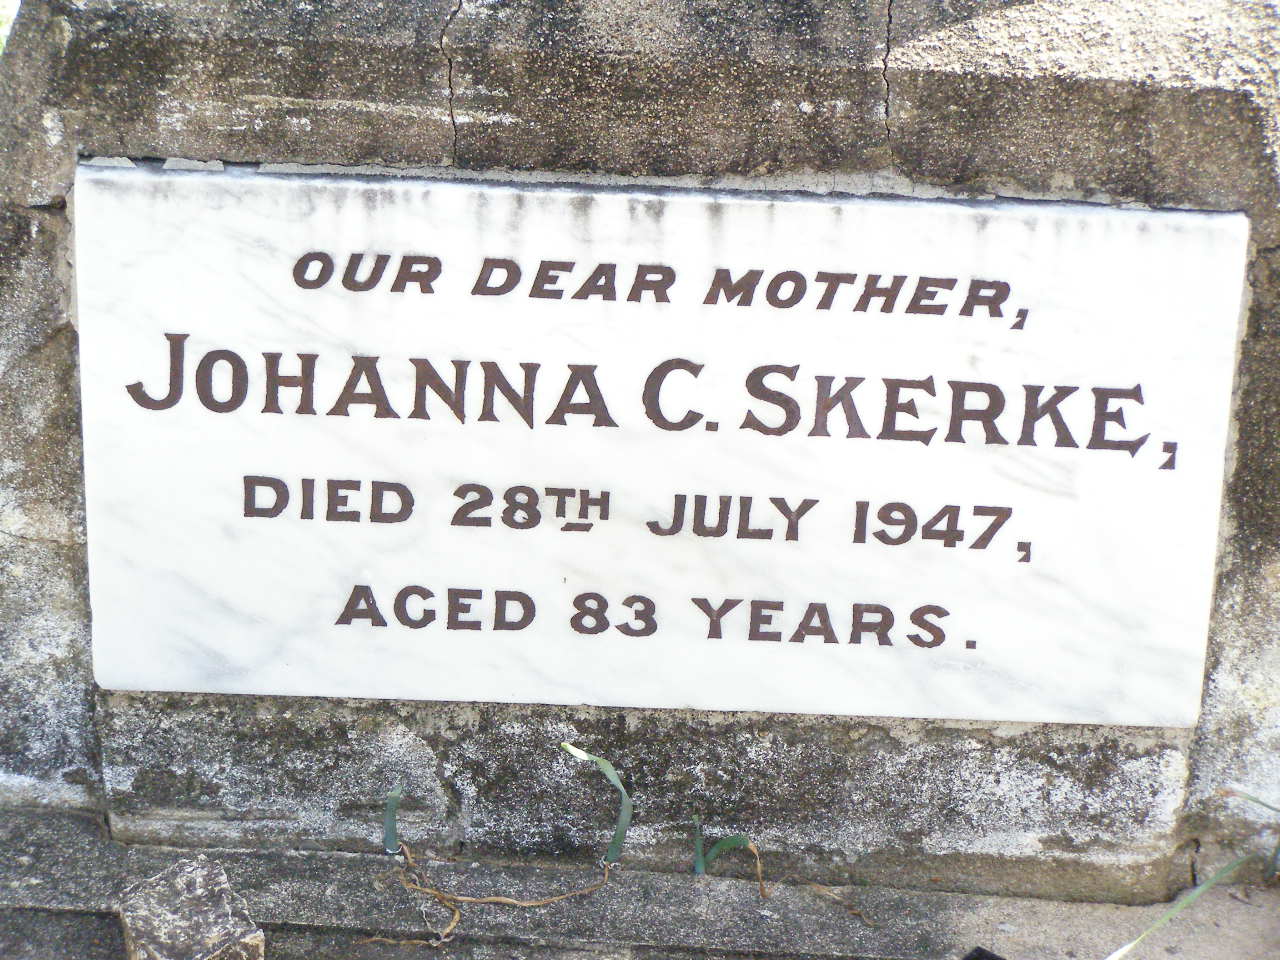 OUR DEAR MOTHER,
JOHANNA C. SKERKE,
DIED 28TH JULY 1947,
AGED 83 YEARS.